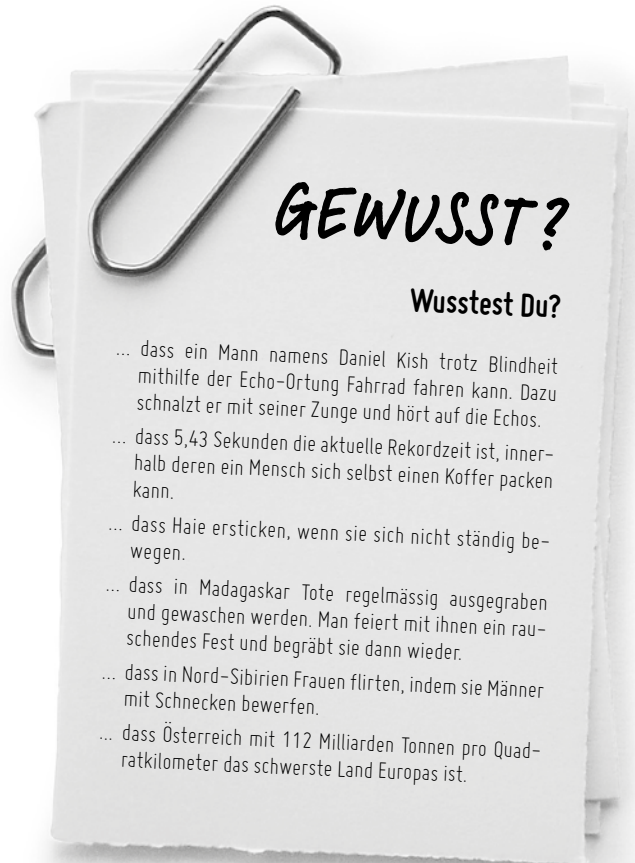 GEWUSST?
Wusstest Du?
... dass ein Mann namens Daniel Kish trotz Blindheit
mithilfe der Echo-Ortung Fahrrad fahren kann. Dazu
schnalzt er mit seiner Zunge und hört auf die Echos.
... dass 5,43 Sekunden die aktuelle Rekordzeit ist, inner-
halb deren ein Mensch sich selbst einen Koffer packen
kann.
... dass Haie ersticken, wenn sie sich nicht ständig be-
wegen.
... dass in Madagaskar Tote regelmässig ausgegraben
und gewaschen werden. Man feiert mit ihnen ein rau-
schendes Fest und begräbt sie dann wieder.
... dass in Nord-Sibirien Frauen flirten, indem sie Männer
mit Schnecken bewerfen.
... dass Österreich mit 112 Milliarden Tonnen pro Quad-
ratkilometer das schwerste Land Europas ist.